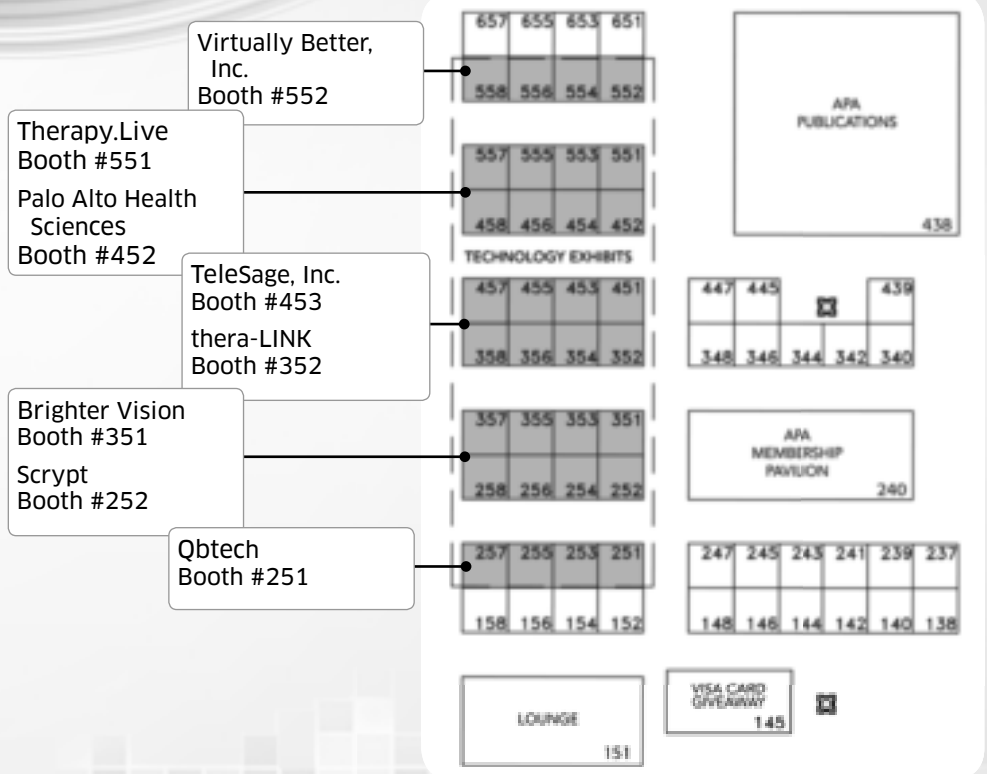 Virtually Better,
Inc.
Booth #552
Therapy.Live
Booth #551
Palo Alto Health
Sciences
Booth #452
TeleSage, Inc.
Booth #453
thera-LINK
Booth #352
Brighter Vision
Booth #351
Scrypt
Booth #252
Qbtech
Booth #251
657 655 653 651
558 556 554 552
557 555 553 551
458 456 454 452
TECHNOLOGY EXHIBITS
457 455 453 451
358 356 354 352
357 355 353 351
258 256 254 252
257 255 253 251
158 156 154 152
LOUNGE
151
APA
PUBLICATIONS
438
447 445 439
348 346 344 342 340
APA
MEMBERSHIP
PAVILION
240
247 245 243 241 239 237
148 146 144 142 140 138
VISA CARD
GIVEAWAY
145